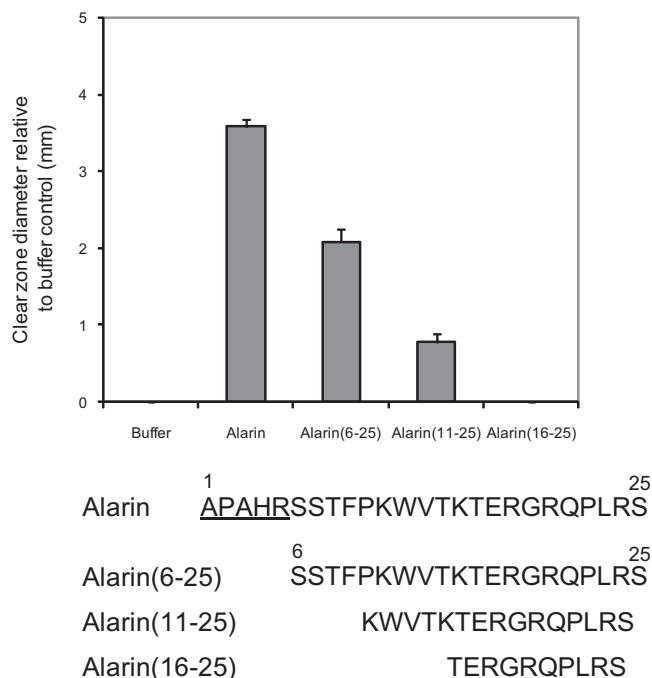 Clear zone diameter relative
to buffer control (mm)
5
4
3
2
1
0
Buffer Alarin Alarin(6-25) Alarin(11-25) Alarin(16-25)
1 25
Alarin APAHRSSTFPKWVTKTERGRQPLRS
6 25
Alarin(6-25) SSTFPKWVTKTERGRQPLRS
Alarin(11-25) KWVTKTERGRQPLRS
Alarin(16-25) TERGRQPLRS